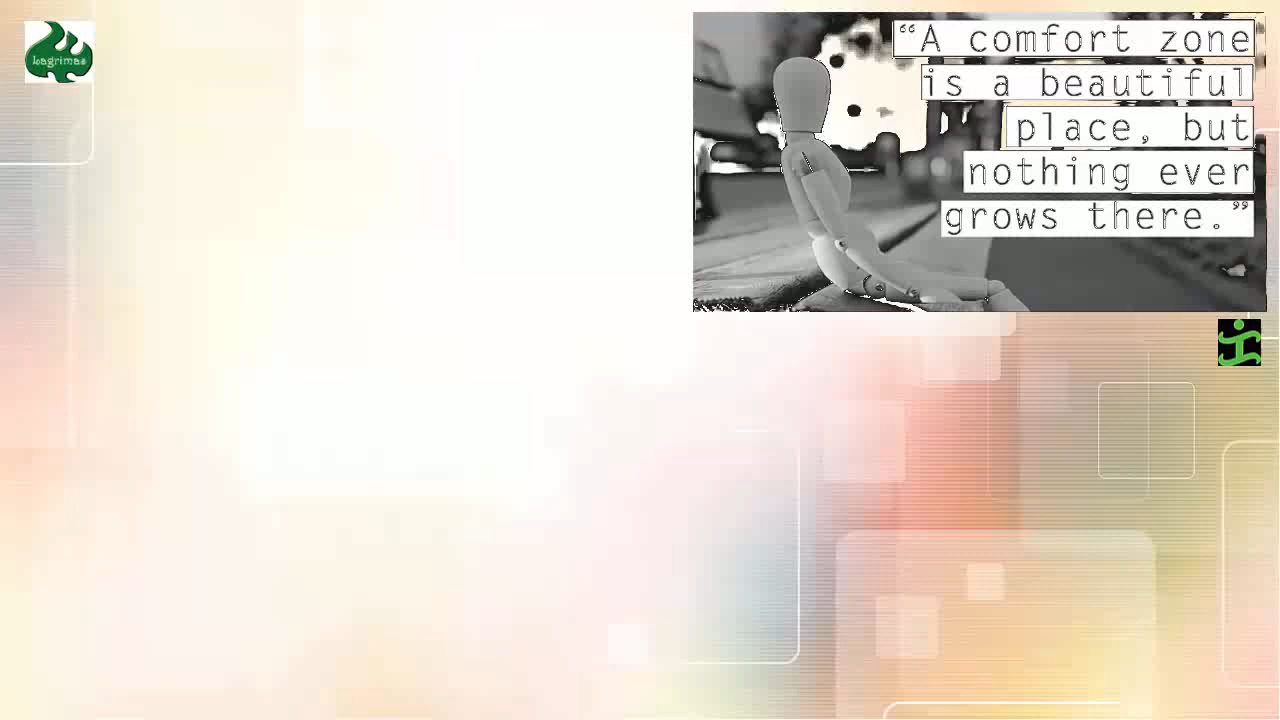 Lagrimas
“A comfort zone
is a beautiful
place, but
nothing ever
grows there.”